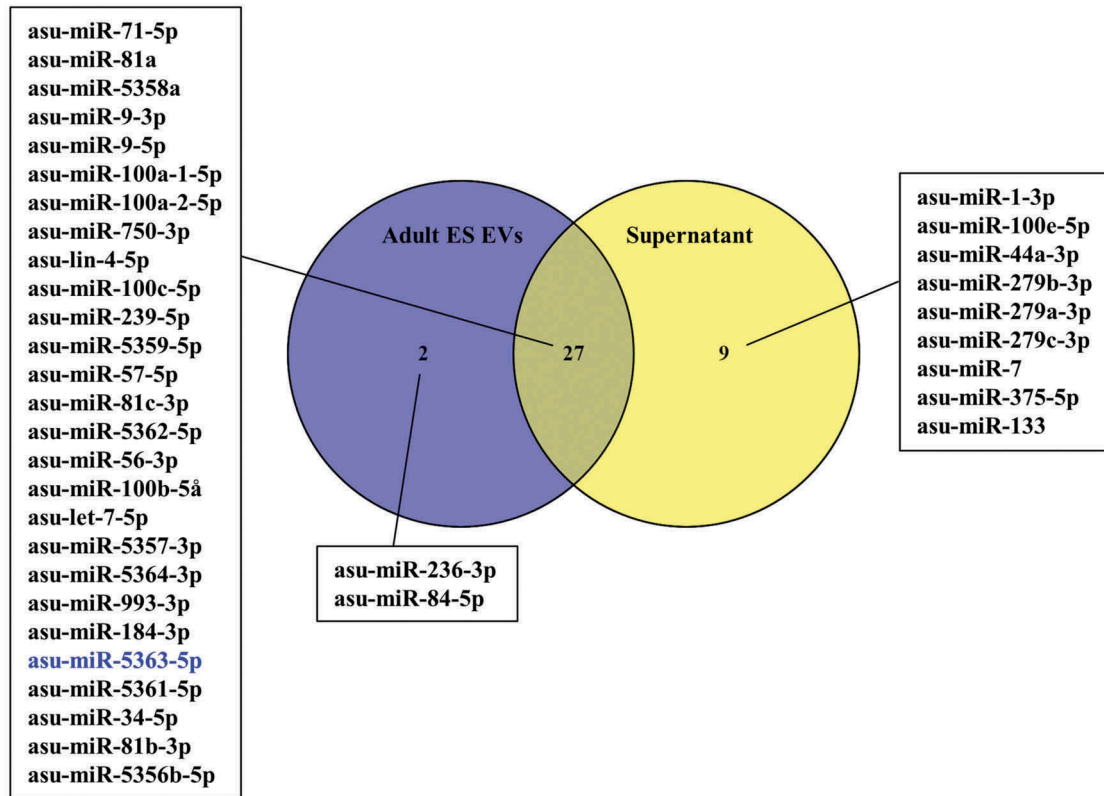 asu-miR-71-5p
asu-miR-81a
asu-miR-5358a
asu-miR-9-3p
asu-miR-9-5p
asu-miR-100a-1-5p
asu-miR-100a-2-5p
asu-miR-750-3p
asu-lin-4-5p
asu-miR-100c-5p
asu-miR-239-5p
asu-miR-5359-5p
asu-miR-57-5p
asu-miR-81c-3p
asu-miR-5362-5p
asu-miR-56-3p
asu-miR-100b-5å
asu-let-7-5p
asu-miR-5357-3p
asu-miR-5364-3p
asu-miR-993-3p
asu-miR-184-3p
asu-miR-5363-5p
asu-miR-5361-5p
asu-miR-34-5p
asu-miR-81b-3p
asu-miR-5356b-5p
Adult ES EVs
Supernatant
2
27
9
asu-miR-236-3p
asu-miR-84-5p
asu-miR-1-3p
asu-miR-100e-5p
asu-miR-44a-3p
asu-miR-279b-3p
asu-miR-279a-3p
asu-miR-279c-3p
asu-miR-7
asu-miR-375-5p
asu-miR-133